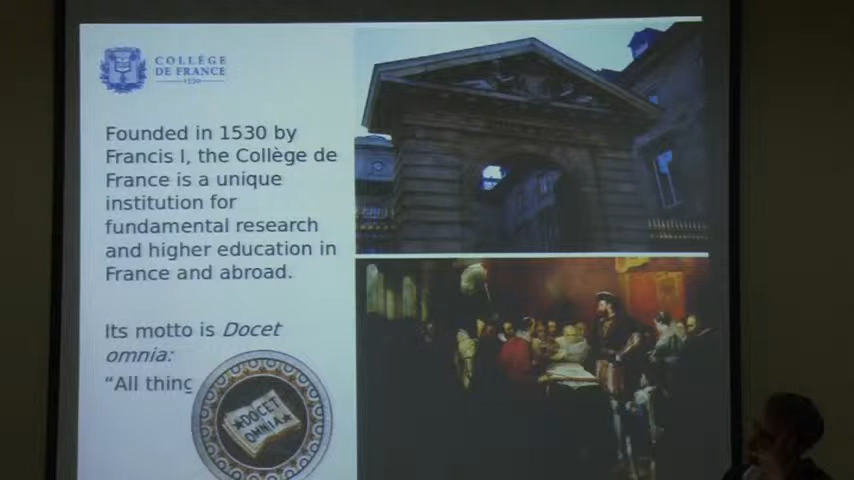 COLLÈGE
DE FRANCE
1530
Founded in 1530 by
Francis I, the Collège de
France is a unique
institution for
fundamental research
and higher education in
France and abroad.
Its motto is Docet
omnia:
“All thing
DOCET
OMNIA